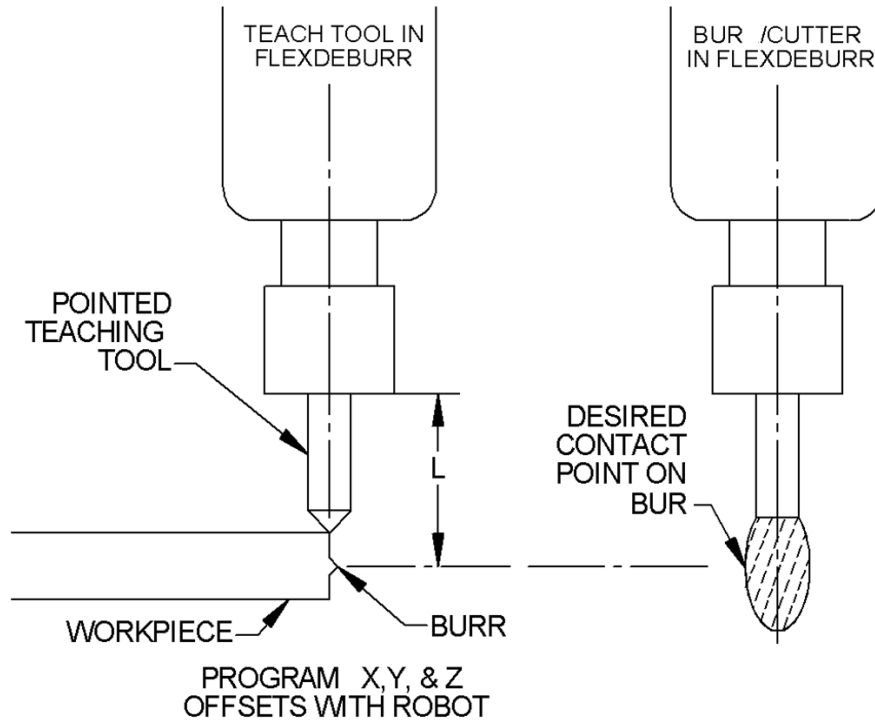 TEACH TOOL IN
FLEXDEBURR
BUR /CUTTER
IN FLEXDEBURR
POINTED
TEACHING
TOOL
L
DESIRED
CONTACT
POINT ON
BUR
WORKPIECE
BURR
PROGRAM X,Y, & Z
OFFSETS WITH ROBOT